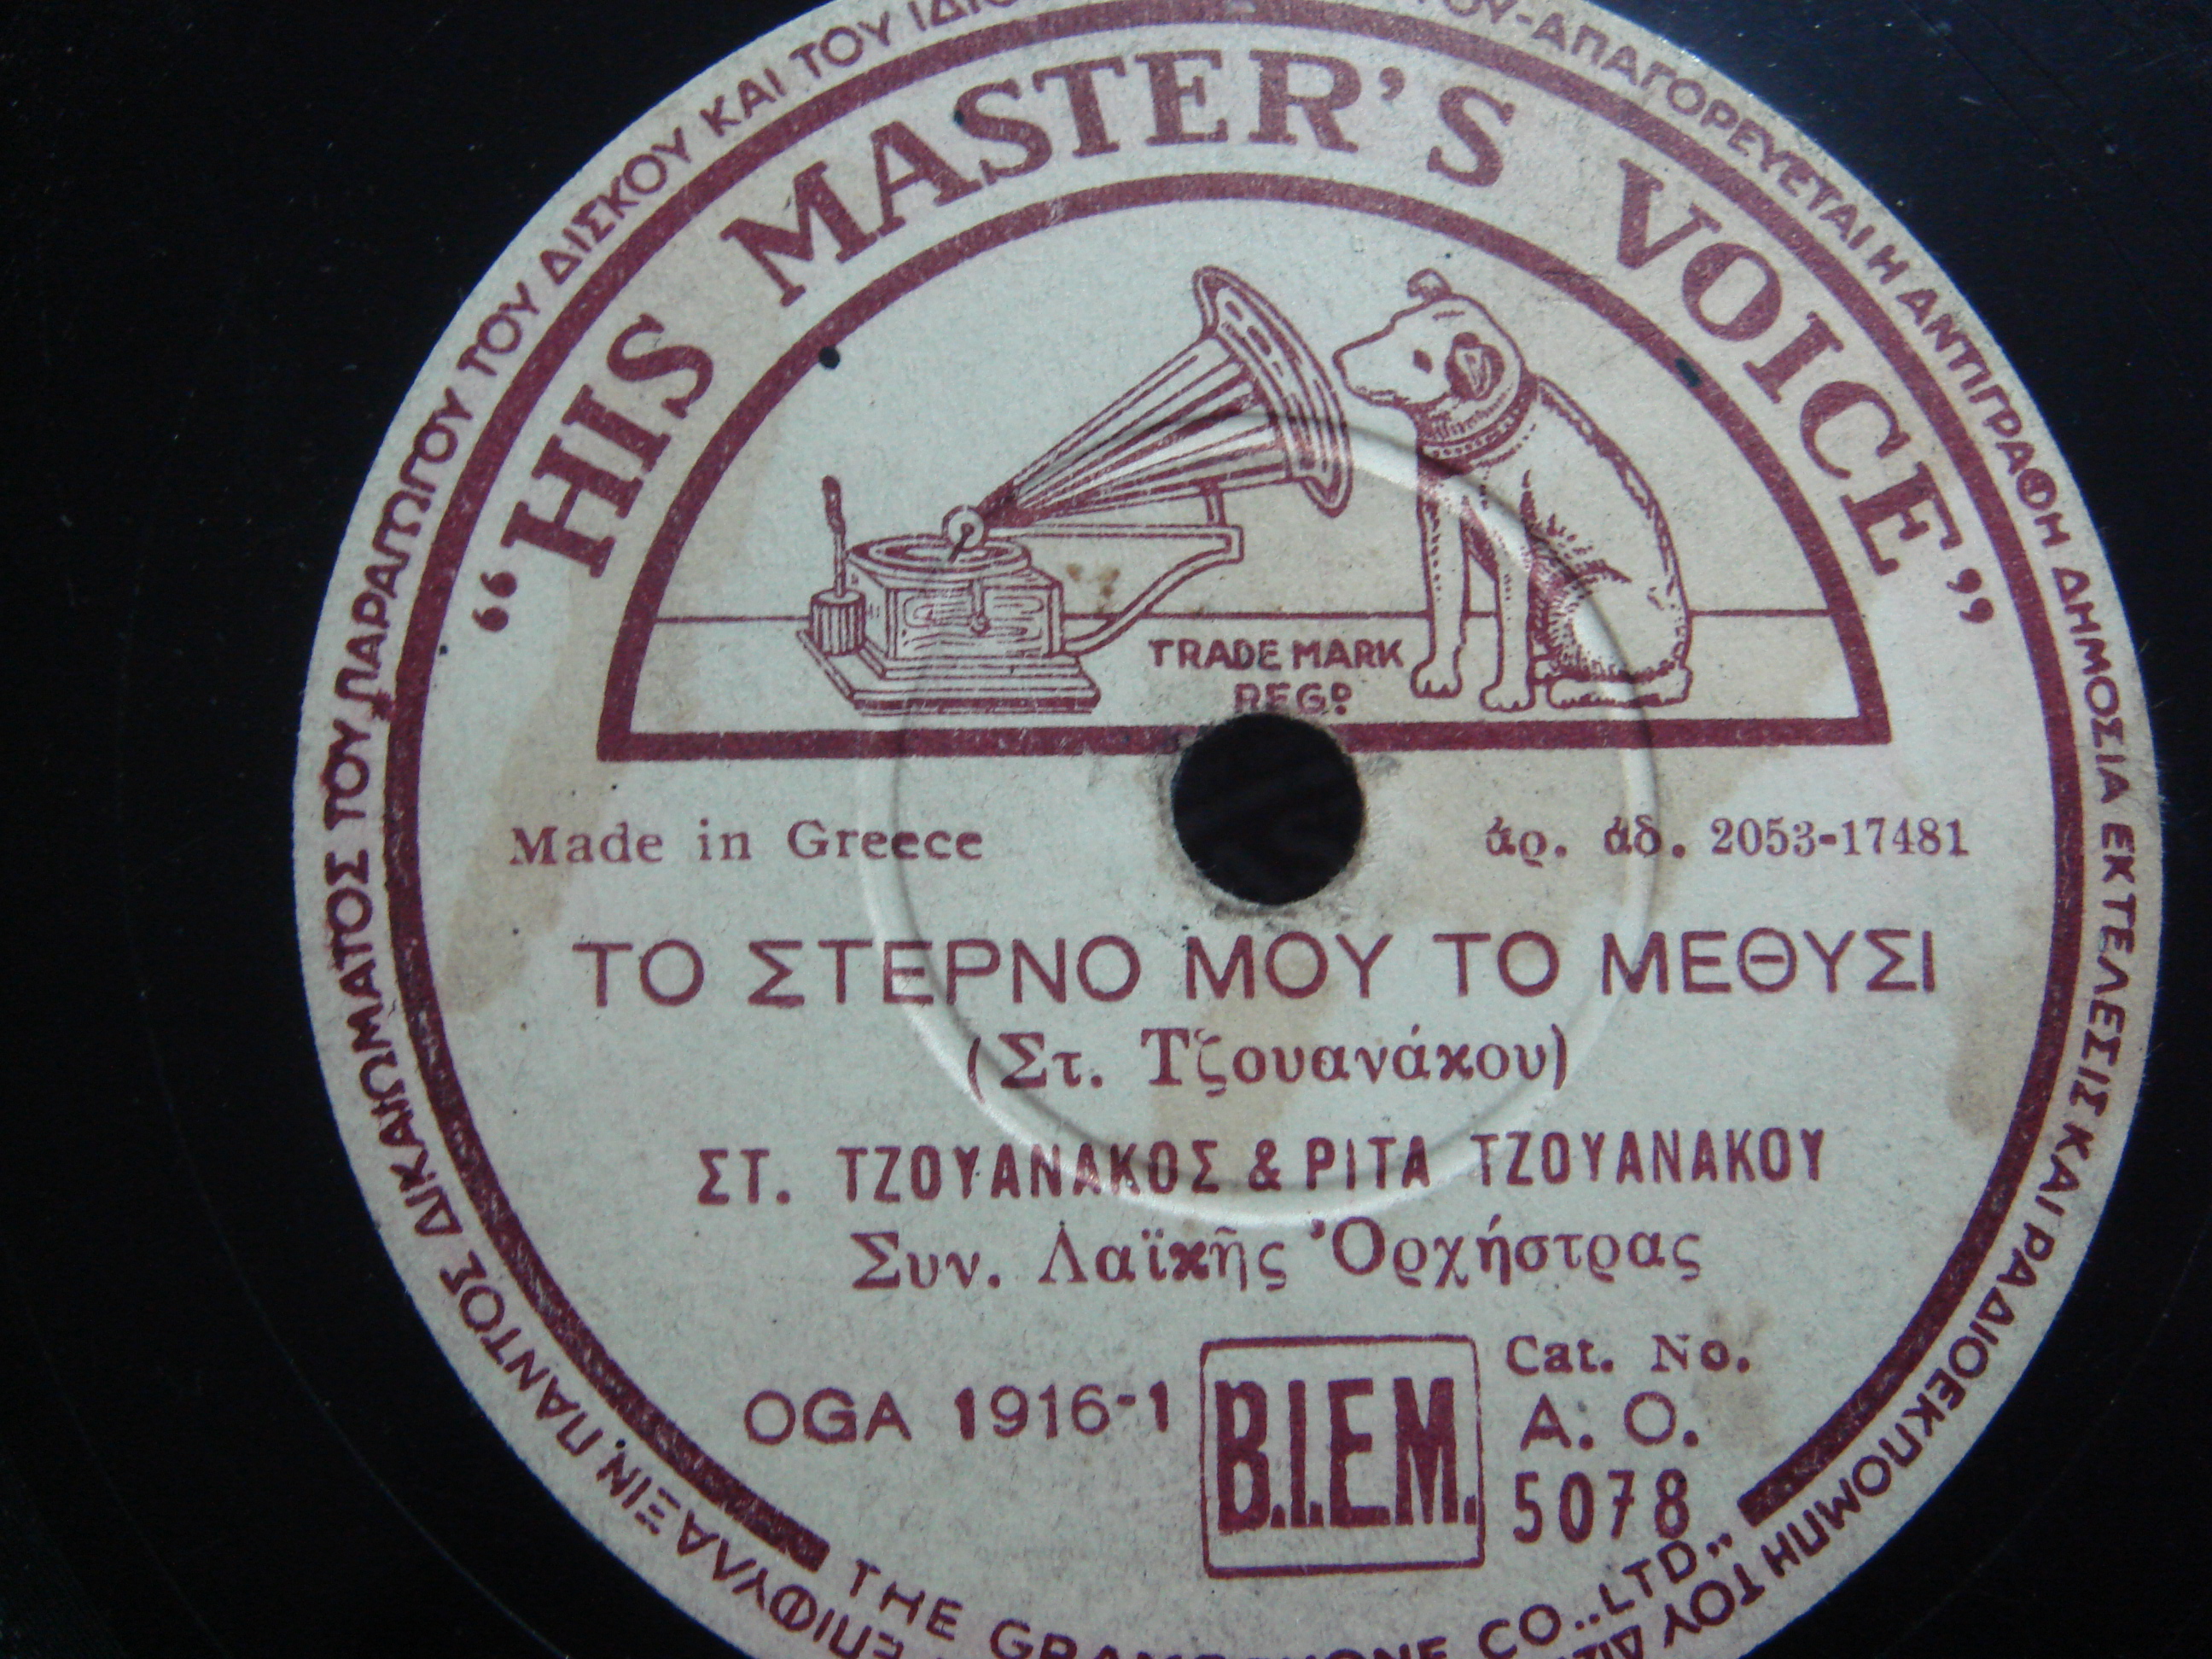 “HIS MASTER'S VOICE”
TRADE MARK
REGD
Made in Greece
ἀρ. ἀδ. 2053-17481
ΤΟ ΣΤΕΡΝΟ ΜΟΥ ΤΟ ΜΕΘΥΣΙ
(Στ. Τζουανάκου)
ΣΤ. ΤΖΟΥΑΝΑΚΟΣ & ΡΙΤΑ ΤΖΟΥΑΝΑΚΟΥ
Συν. Λαϊκῆς Ὀρχήστρας
OGA 1916-1
B.I.E.M.
Cat. No.
A. O.
5078
THE GRAMOPHONE CO., LTD.,
ΕΠΙΦΥΛΑΞΙΝ ΠΑΝΤΟΣ ΔΙΚΑΙΩΜΑΤΟΣ ΤΟΥ ΠΑΡΑΓΩΓΟΥ ΤΟΥ ΔΙΣΚΟΥ ΚΑΙ ΤΟΥ
ΑΠΑΓΟΡΕΥΕΤΑΙ Η ΑΝΤΙΓΡΑΦΗ ΔΗΜΟΣΙΑ ΕΚΤΕΛΕΣΙΣ ΚΑΙ ΡΑΔΙΟΕΚΠΟΜΠΗ ΤΟΥ